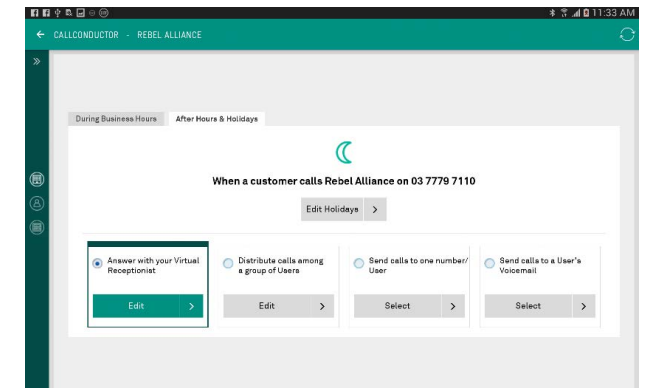 11:33 AM
CALLCONDUCTOR - REBEL ALLIANCE
During Business Hours
After Hours & Holidays
When a customer calls Rebel Alliance on 03 7779 7110
Edit Holidays
Answer with your Virtual
Receptionist
Edit
Distribute calls among
a group of Users
Edit
Send calls to one number/
User
Select
Send calls to a User's
Voicemail
Select